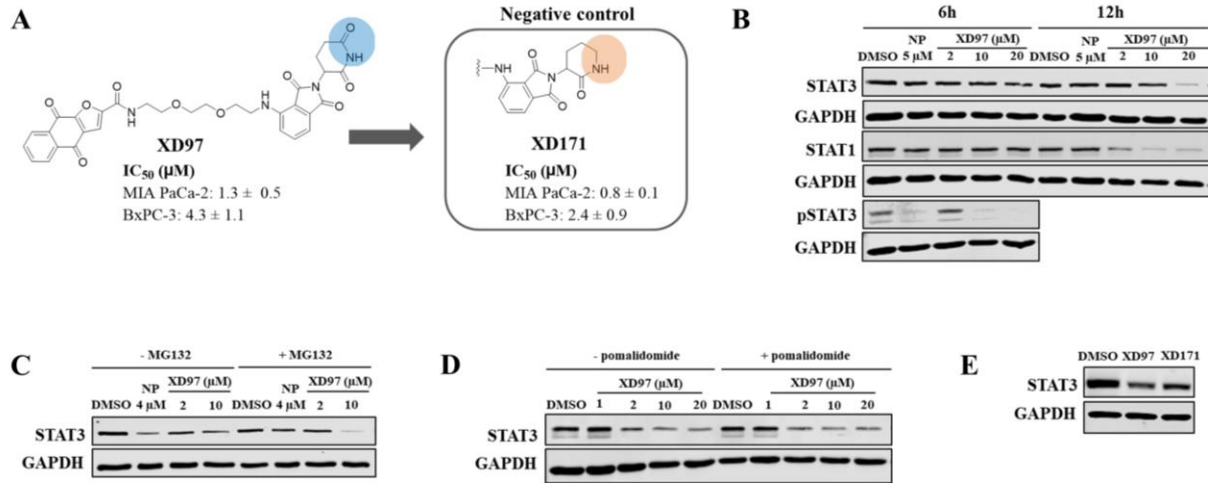 A
Negative control
XD97
IC50 (μM)
MIA PaCa-2: 1.3 ± 0.5
BxPC-3: 4.3 ± 1.1
XD171
IC50 (μM)
MIA PaCa-2: 0.8 ± 0.1
BxPC-3: 2.4 ± 0.9
O
O
NH
O
N
O
O
HN
O
O
H
N
O
O
O
O
NH
O
N
O
NH
O
B
6h 12h
NP XD97 (μM) NP XD97 (μM)
DMSO 5 μM 2 10 20 DMSO 5 μM 2 10 20
STAT3
GAPDH
STAT1
GAPDH
pSTAT3
GAPDH
C
- MG132 + MG132
NP XD97 (μM) NP XD97 (μM)
DMSO 4 μM 2 10 DMSO 4 μM 2 10
STAT3
GAPDH
D
- pomalidomide + pomalidomide
XD97 (μM) XD97 (μM)
DMSO 1 2 10 20 DMSO 1 2 10 20
STAT3
GAPDH
E
DMSO XD97 XD171
STAT3
GAPDH